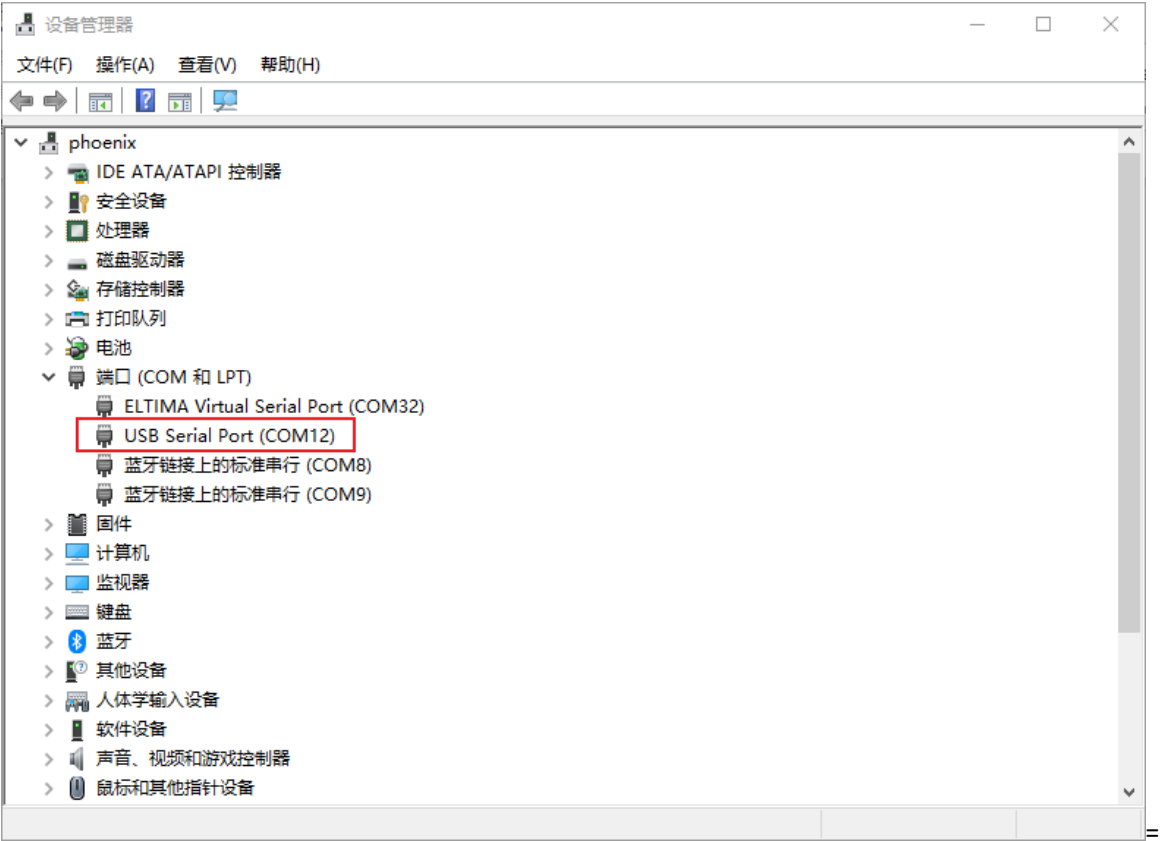 设备管理器
文件(F) 操作(A) 查看(V) 帮助(H)
phoenix
IDE ATA/ATAPI 控制器
安全设备
处理器
磁盘驱动器
存储控制器
打印队列
电池
端口 (COM 和 LPT)
ELTIMA Virtual Serial Port (COM32)
USB Serial Port (COM12)
蓝牙链接上的标准串行 (COM8)
蓝牙链接上的标准串行 (COM9)
固件
计算机
监视器
键盘
蓝牙
其他设备
人体学输入设备
软件设备
声音、视频和游戏控制器
鼠标和其他指针设备
=